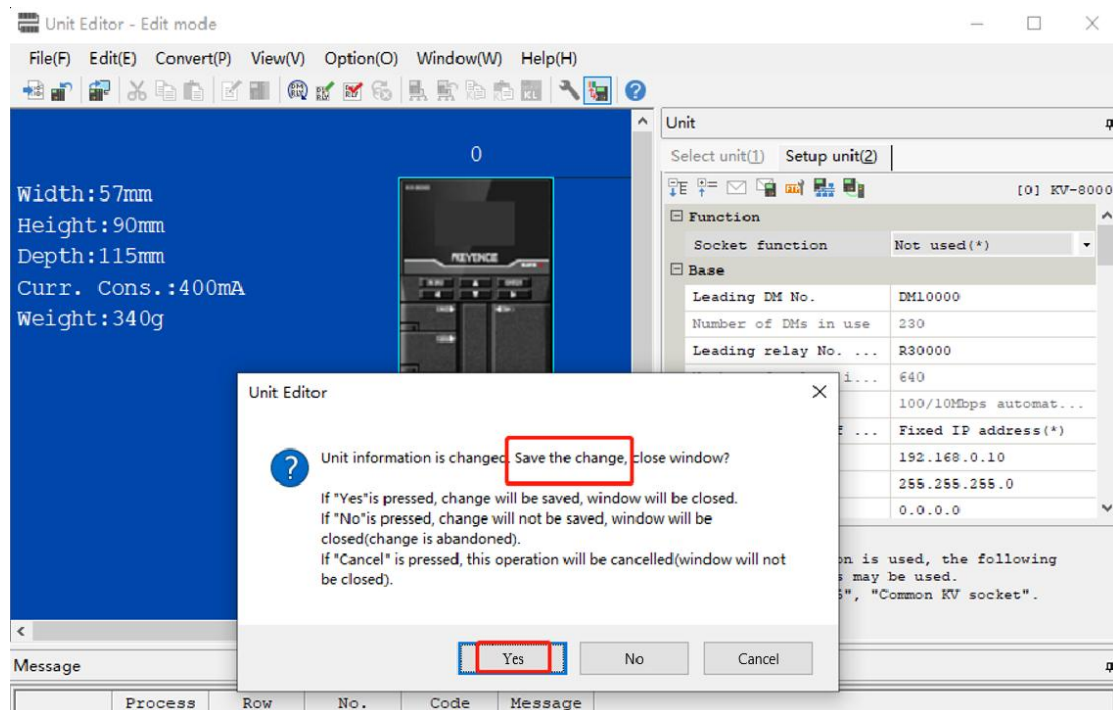 Unit Editor - Edit mode
File(F) Edit(E) Convert(P) View(V) Option(O) Window(W) Help(H)
0
Width:57mm
Height:90mm
Depth:115mm
Curr. Cons.:400mA
Weight:340g
KEYENCE
Unit
Select unit(1) Setup unit(2)
[0] KV-8000
Function
Socket function Not used(*)
Base
Leading DM No. DM10000
Number of DMs in use 230
Leading relay No. ... R30000
i... 640
100/10Mbps automat...
... Fixed IP address(*)
192.168.0.10
255.255.255.0
0.0.0.0
on is used, the following
may be used.
", "Common KV socket".
Unit Editor
Unit information is changed. Save the change, close window?
If "Yes"is pressed, change will be saved, window will be closed.
If "No"is pressed, change will not be saved, window will be
closed(change is abandoned).
If "Cancel" is pressed, this operation will be cancelled(window will not
be closed).
Yes No Cancel
Message
Process Row No. Code Message